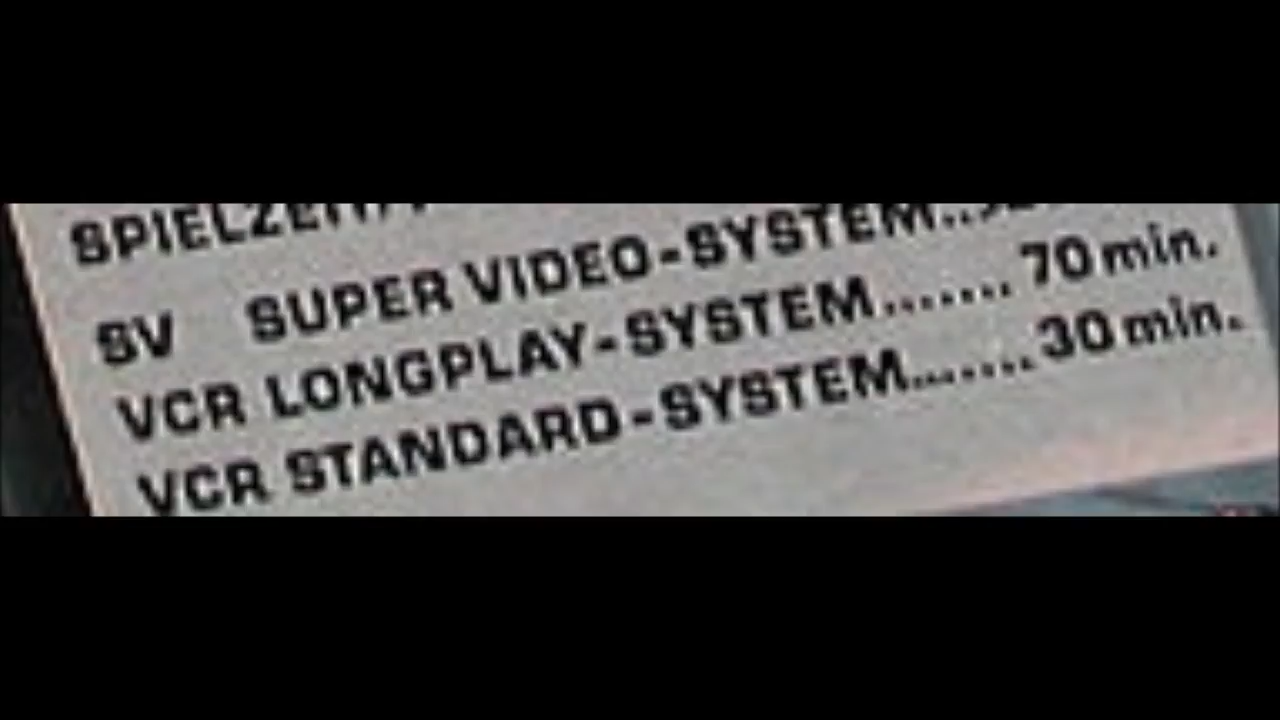 SV SUPER VIDEO-SYSTEM..
VCR LONGPLAY-SYSTEM....... 70 min.
VCR STANDARD-SYSTEM....... 30 min.